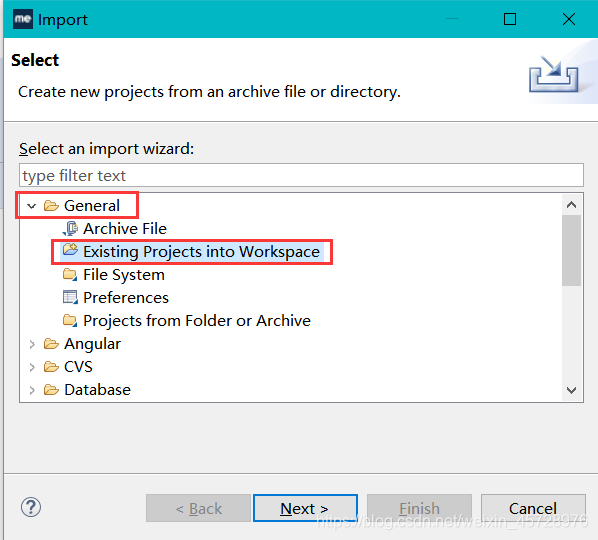 me Import
Select
Create new projects from an archive file or directory.
Select an import wizard:
type filter text
General
Archive File
Existing Projects into Workspace
File System
Preferences
Projects from Folder or Archive
Angular
CVS
Database
? < Back Next > Finish Cancel
https://blog.csdn.net/weixin_45728976